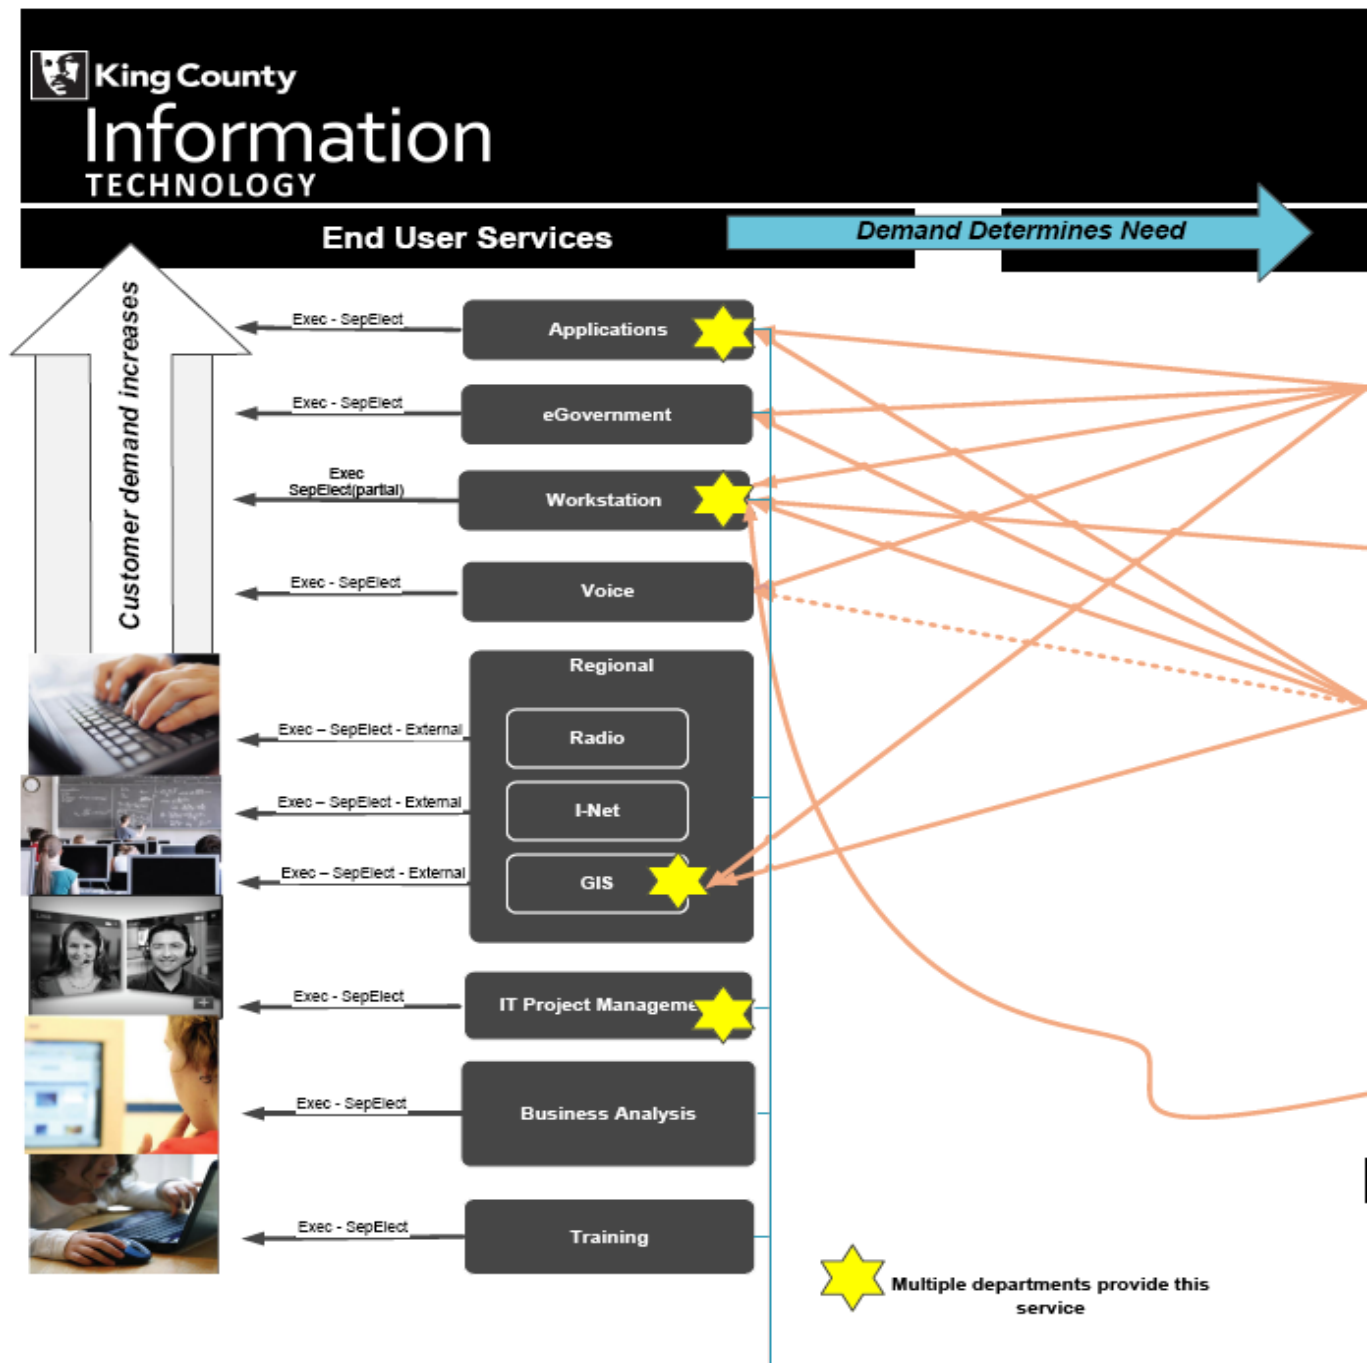 King County
Information
TECHNOLOGY
End User Services
Demand Determines Need
Customer demand increases
Exec - SepElect
Applications
Exec - SepElect
eGovernment
Exec
SepElect(partial)
Workstation
Exec - SepElect
Voice
Regional
Exec – SepElect - External
Radio
Exec – SepElect - External
I-Net
Exec – SepElect - External
GIS
Exec - SepElect
IT Project Manageme
Exec - SepElect
Business Analysis
Exec - SepElect
Training
Multiple departments provide this
service